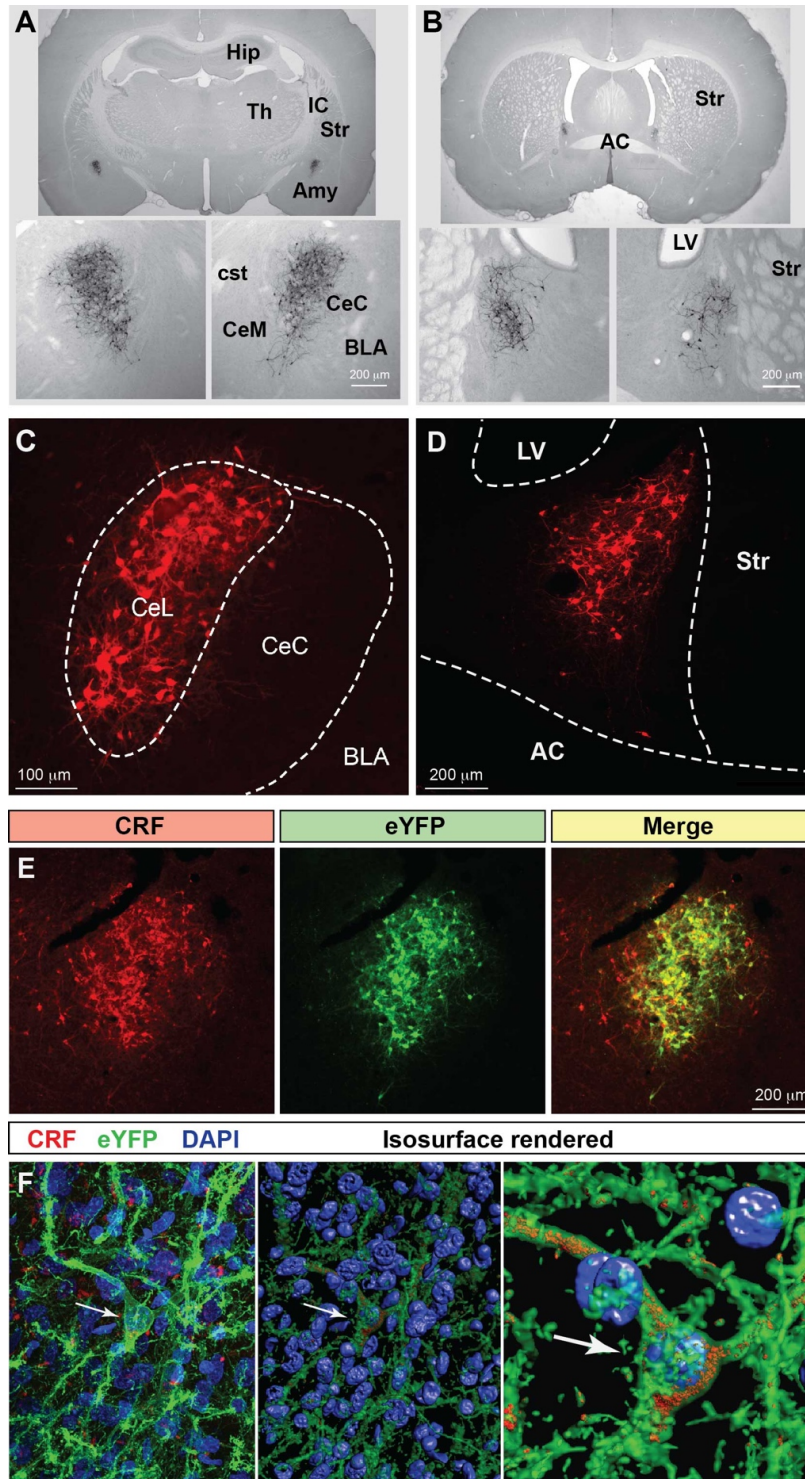 A
Hip
Th
IC
Str
Amy
cst
CeC
CeM
BLA
200 µm
B
Str
AC
LV
Str
200 µm
C
CeL
CeC
BLA
100 µm
D
LV
Str
AC
200 µm
CRF
eYFP
Merge
E
200 µm
CRF eYFP DAPI Isosurface rendered
F